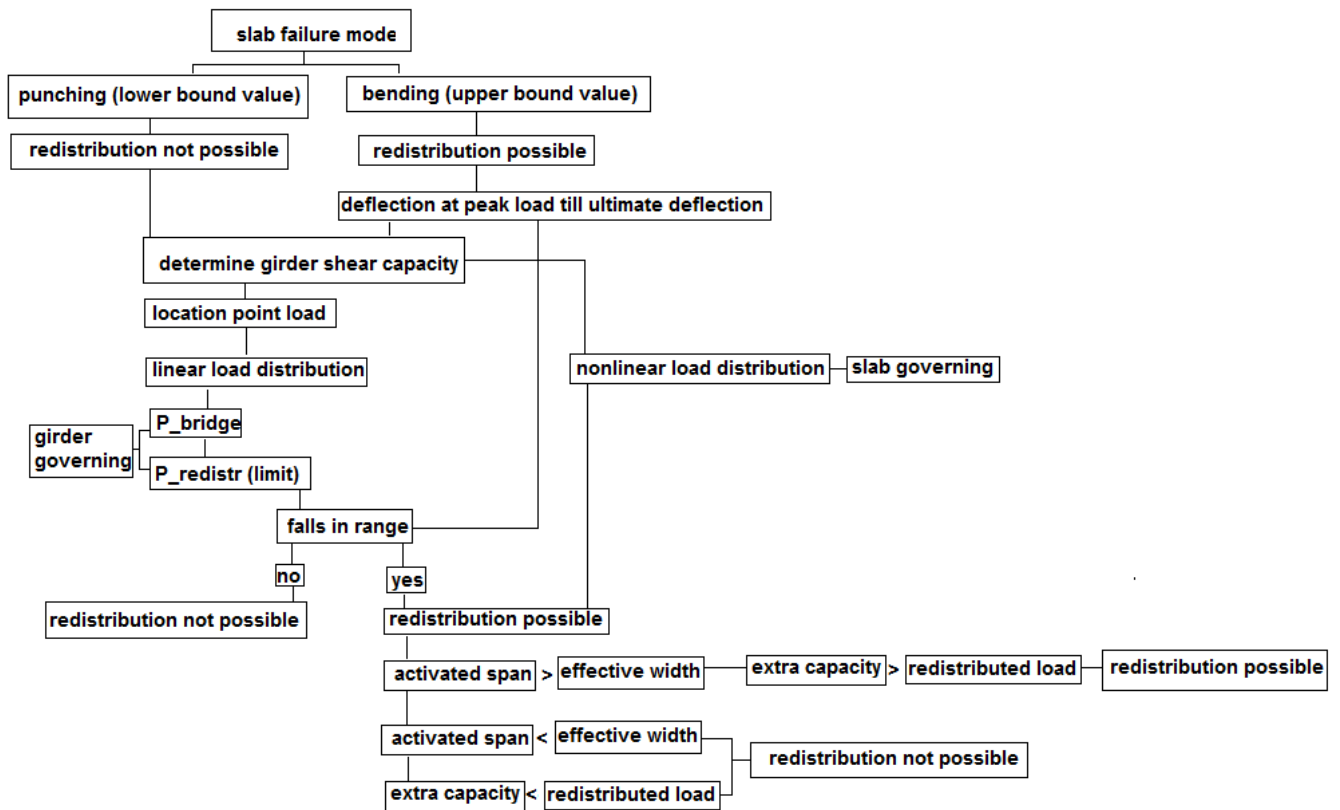 slab failure mode
punching (lower bound value)
bending (upper bound value)
redistribution not possible
redistribution possible
deflection at peak load till ultimate deflection
determine girder shear capacity
location point load
linear load distribution
nonlinear load distribution
slab governing
P_bridge
girder
governing
P_redistr (limit)
falls in range
no
yes
redistribution not possible
redistribution possible
activated span > effective width
extra capacity > redistributed load
redistribution possible
activated span < effective width
redistribution not possible
extra capacity < redistributed load